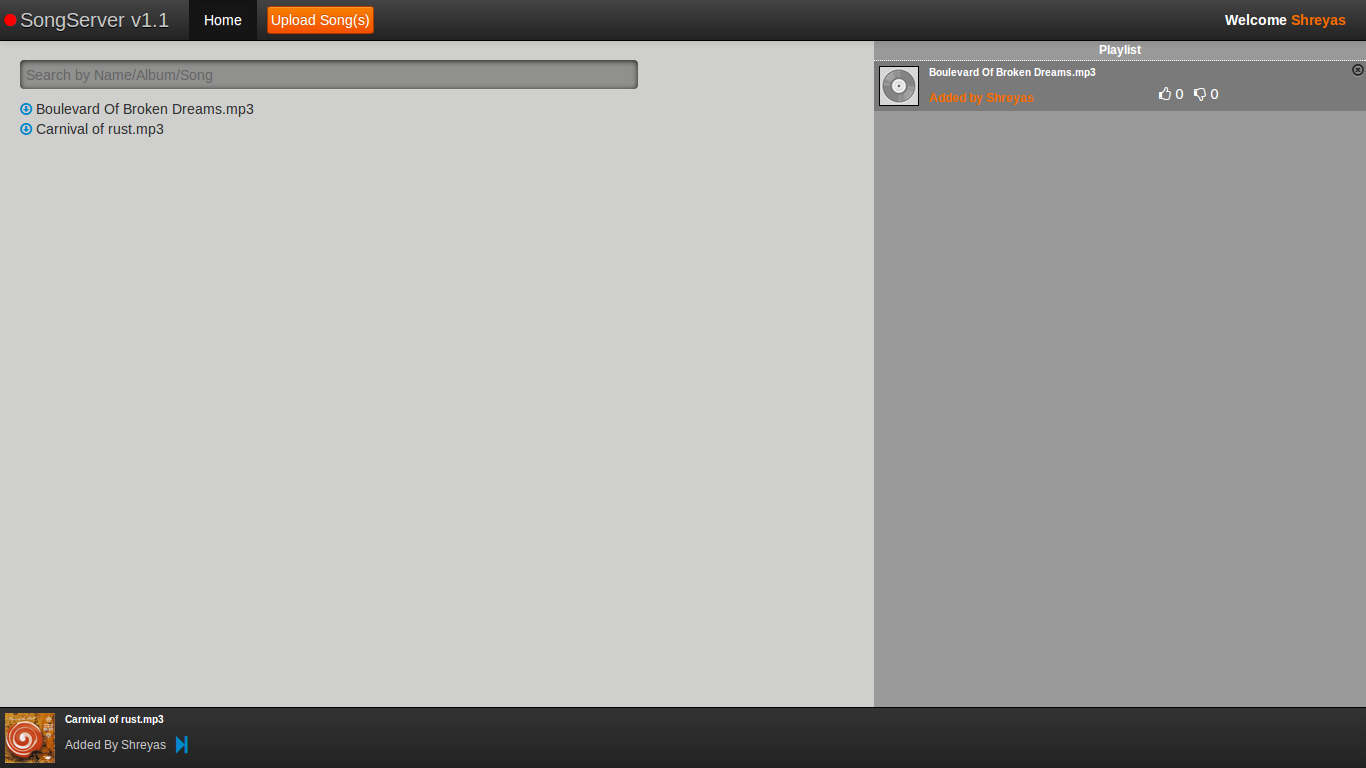 SongServer v1.1
Home
Upload Song(s)
Welcome Shreyas
Search by Name/Album/Song
Boulevard Of Broken Dreams.mp3
Carnival of rust.mp3
Playlist
Boulevard Of Broken Dreams.mp3
Added by Shreyas
0
0
Carnival of rust.mp3
Added By Shreyas